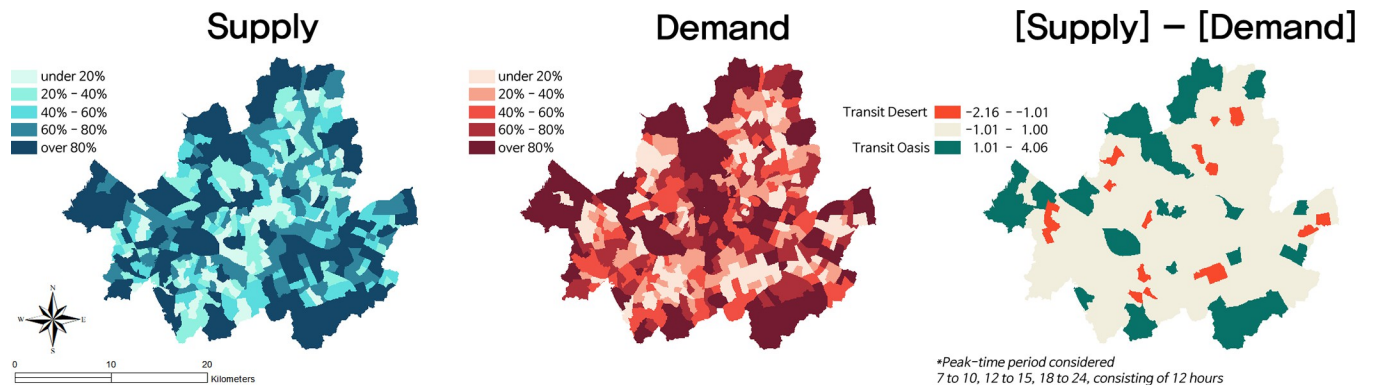 Supply
under 20%
20% - 40%
40% - 60%
60% - 80%
over 80%
N
W E
S
0 10 20
Kilometers
Demand
under 20%
20% - 40%
40% - 60%
60% - 80%
over 80%
[Supply] - [Demand]
Transit Desert -2.16 - -1.01
-1.01 - 1.00
Transit Oasis 1.01 - 4.06
*Peak-time period considered
7 to 10, 12 to 15, 18 to 24, consisting of 12 hours